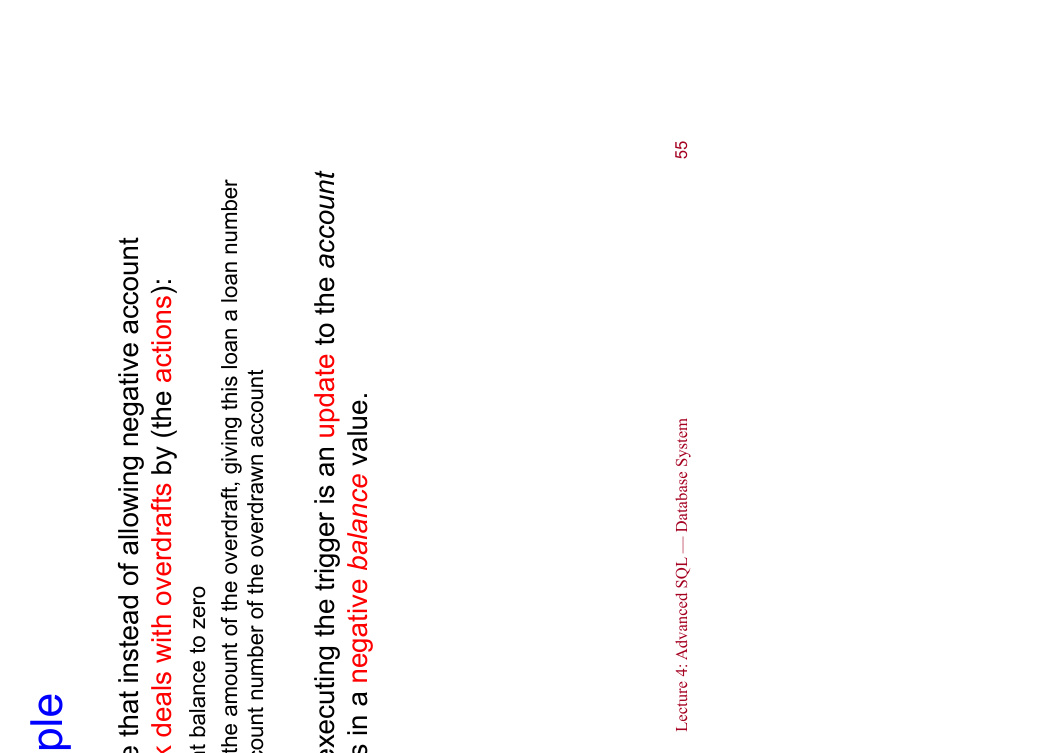 ple
e that instead of allowing negative account
k deals with overdrafts by (the actions):
nt balance to zero
the amount of the overdraft, giving this loan a loan number
count number of the overdrawn account
executing the trigger is an update to the account
s in a negative balance value.
Lecture 4: Advanced SQL — Database System
55